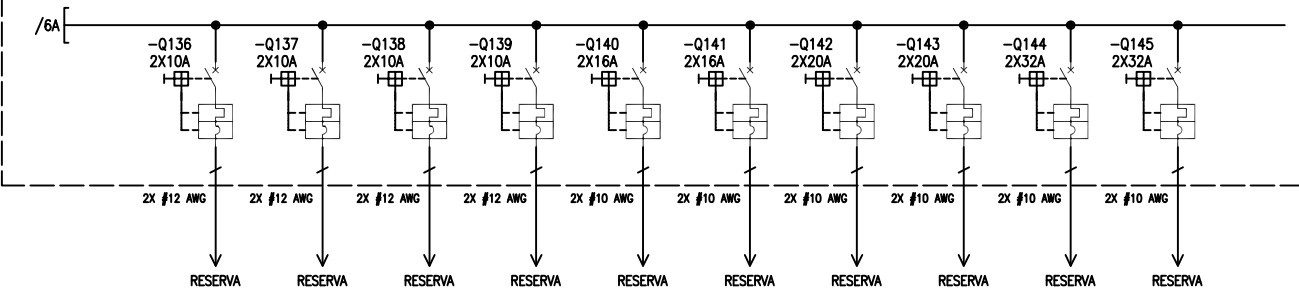 /6A
-Q136 -Q137 -Q138 -Q139 -Q140 -Q141 -Q142 -Q143 -Q144 -Q145
2X10A 2X10A 2X10A 2X10A 2X16A 2X16A 2X20A 2X20A 2X32A 2X32A
2X #12 AWG 2X #12 AWG 2X #12 AWG 2X #12 AWG 2X #10 AWG 2X #10 AWG 2X #10 AWG 2X #10 AWG 2X #10 AWG 2X #10 AWG
RESERVA RESERVA RESERVA RESERVA RESERVA RESERVA RESERVA RESERVA RESERVA RESERVA